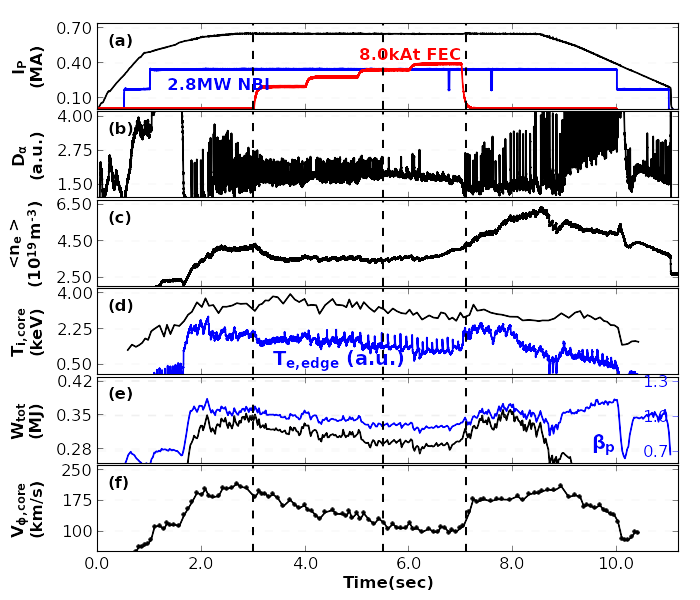 I_P (MA)
0.70
0.40
0.10
(a)
8.0kAt FEC
2.8MW NBI
D_α (a.u.)
4.00
2.75
1.50
(b)
<n_e> (10^19 m^-3)
6.50
4.50
2.50
(c)
T_i,core (keV)
4.00
2.25
0.50
(d)
T_e,edge (a.u.)
W_tot (MJ)
0.42
0.35
0.28
(e)
1.3
1.0
0.7
β_p
V_ϕ,core (km/s)
250
175
100
(f)
0.0 2.0 4.0 6.0 8.0 10.0
Time(sec)